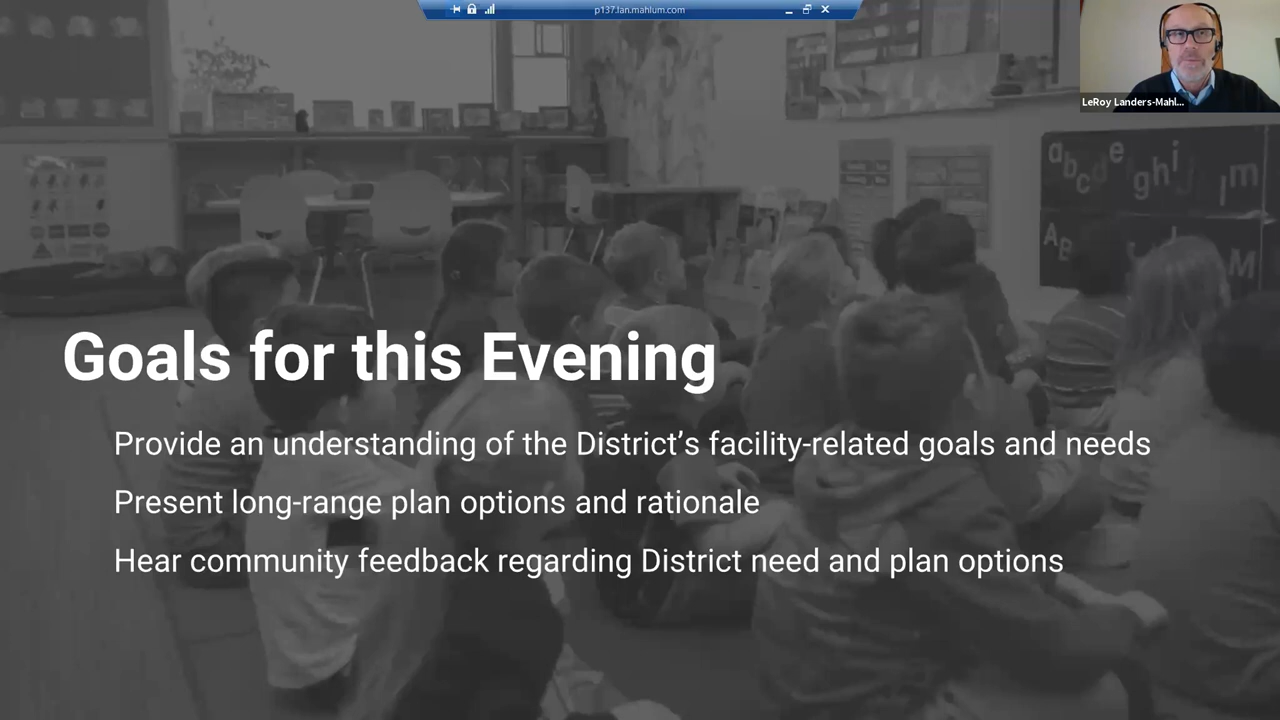 p137.lan.mahlum.com
LeRoy Landers-Mahl...
a b c d e g h i j l m
A B M
Goals for this Evening
Provide an understanding of the District’s facility-related goals and needs
Present long-range plan options and rationale
Hear community feedback regarding District need and plan options